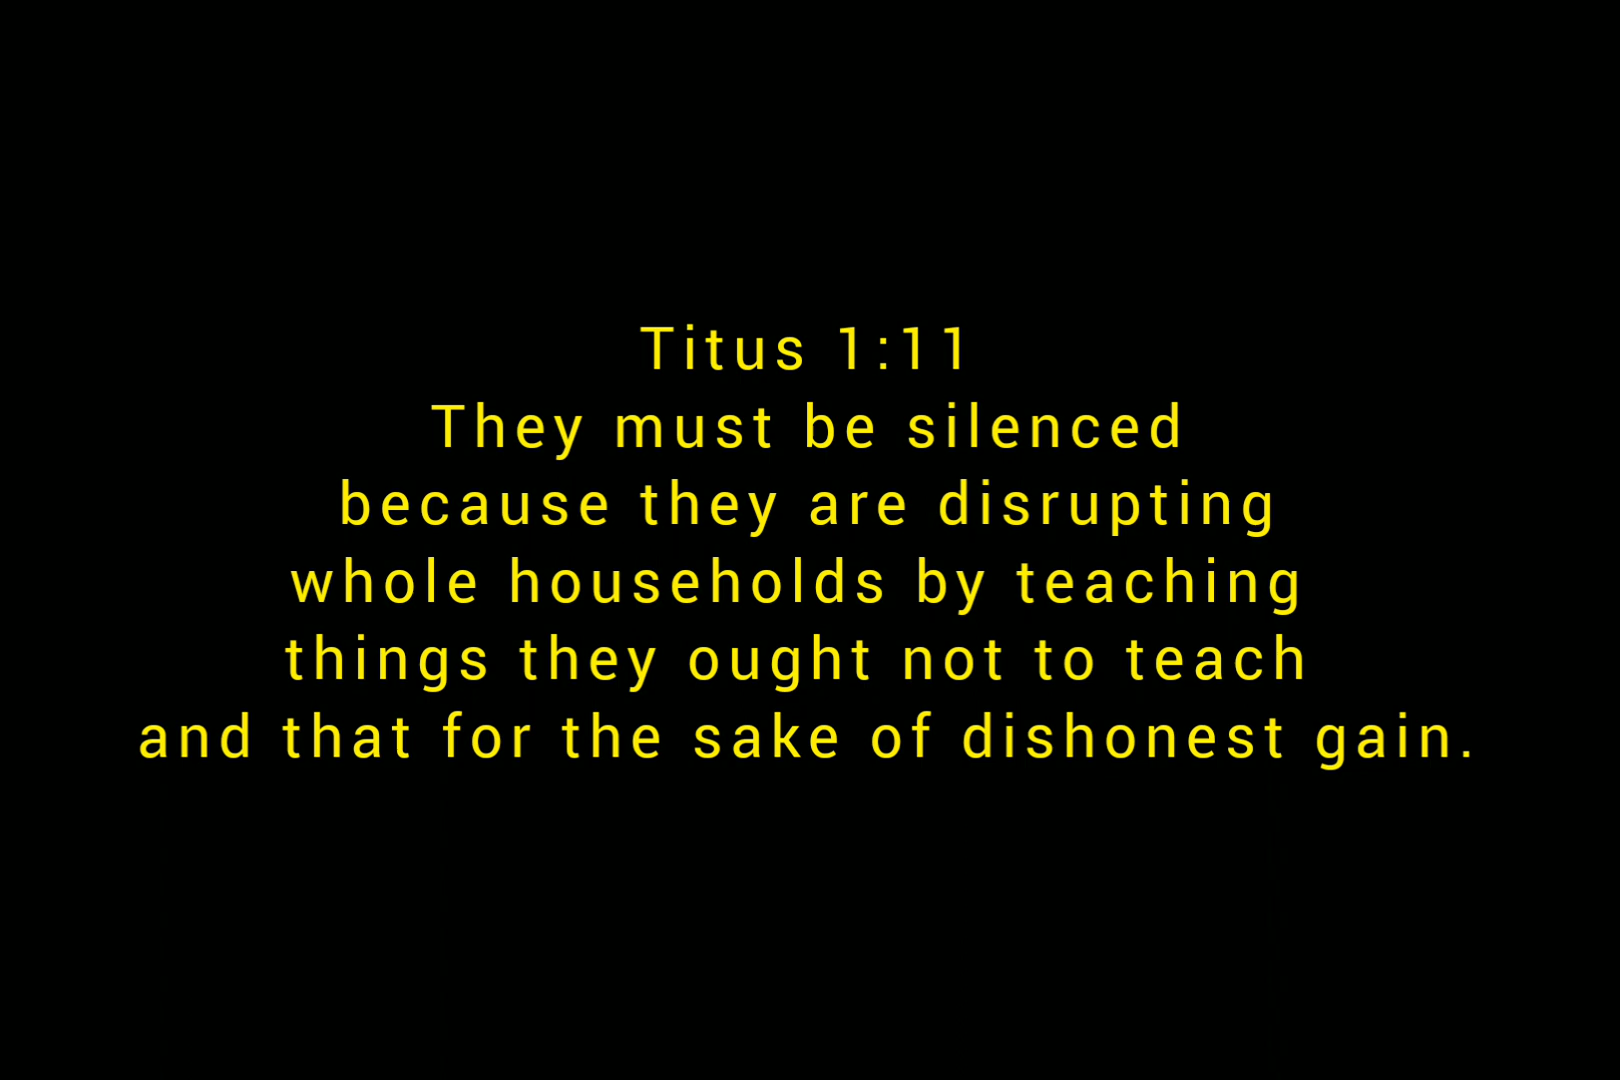 Titus 1:11
They must be silenced
because they are disrupting
whole households by teaching
things they ought not to teach
and that for the sake of dishonest gain.